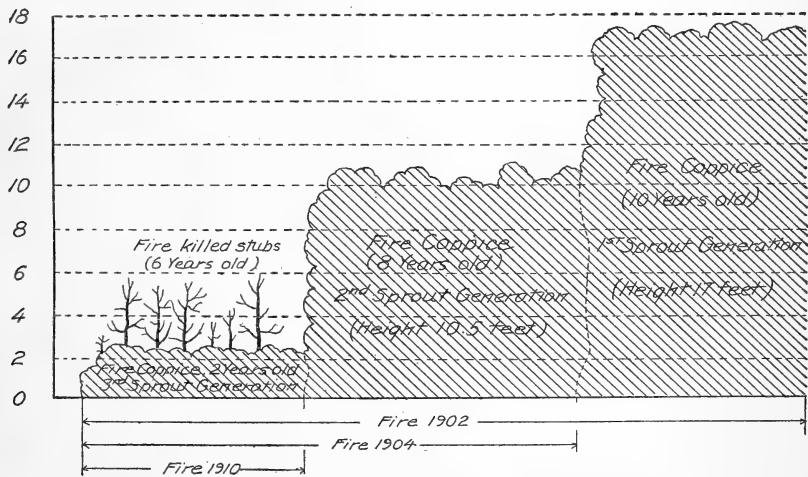 18
16
14
12
10
8
6
4
2
0
Fire killed stubs
(6 Years old)
Fire Coppice, 2 Years old
3rd Sprout Generation
Fire Coppice
(8 Years old)
2nd Sprout Generation
(Height 10.5 feet)
Fire Coppice
(10 Years old)
1ST Sprout Generation
(Height 17 feet)
Fire 1902
Fire 1904
Fire 1910